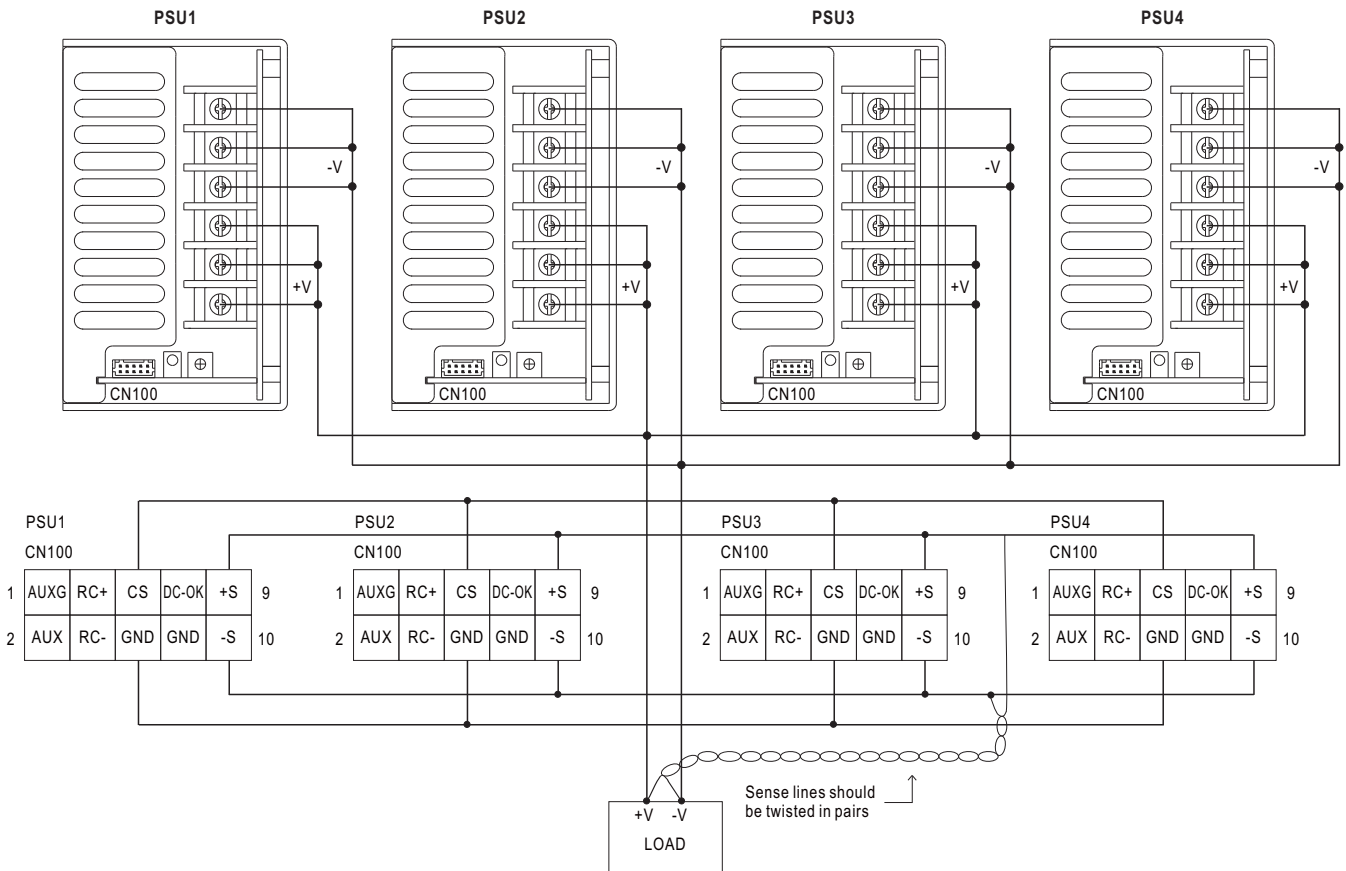 PSU1 PSU2 PSU3 PSU4
-V -V -V -V
+V +V +V +V
CN100 CN100 CN100 CN100
PSU1 PSU2 PSU3 PSU4
CN100 CN100 CN100 CN100
1 AUXG RC+ CS DC-OK +S 9 1 AUXG RC+ CS DC-OK +S 9 1 AUXG RC+ CS DC-OK +S 9 1 AUXG RC+ CS DC-OK +S 9
2 AUX RC- GND GND -S 10 2 AUX RC- GND GND -S 10 2 AUX RC- GND GND -S 10 2 AUX RC- GND GND -S 10
Sense lines should
be twisted in pairs
+V -V
LOAD